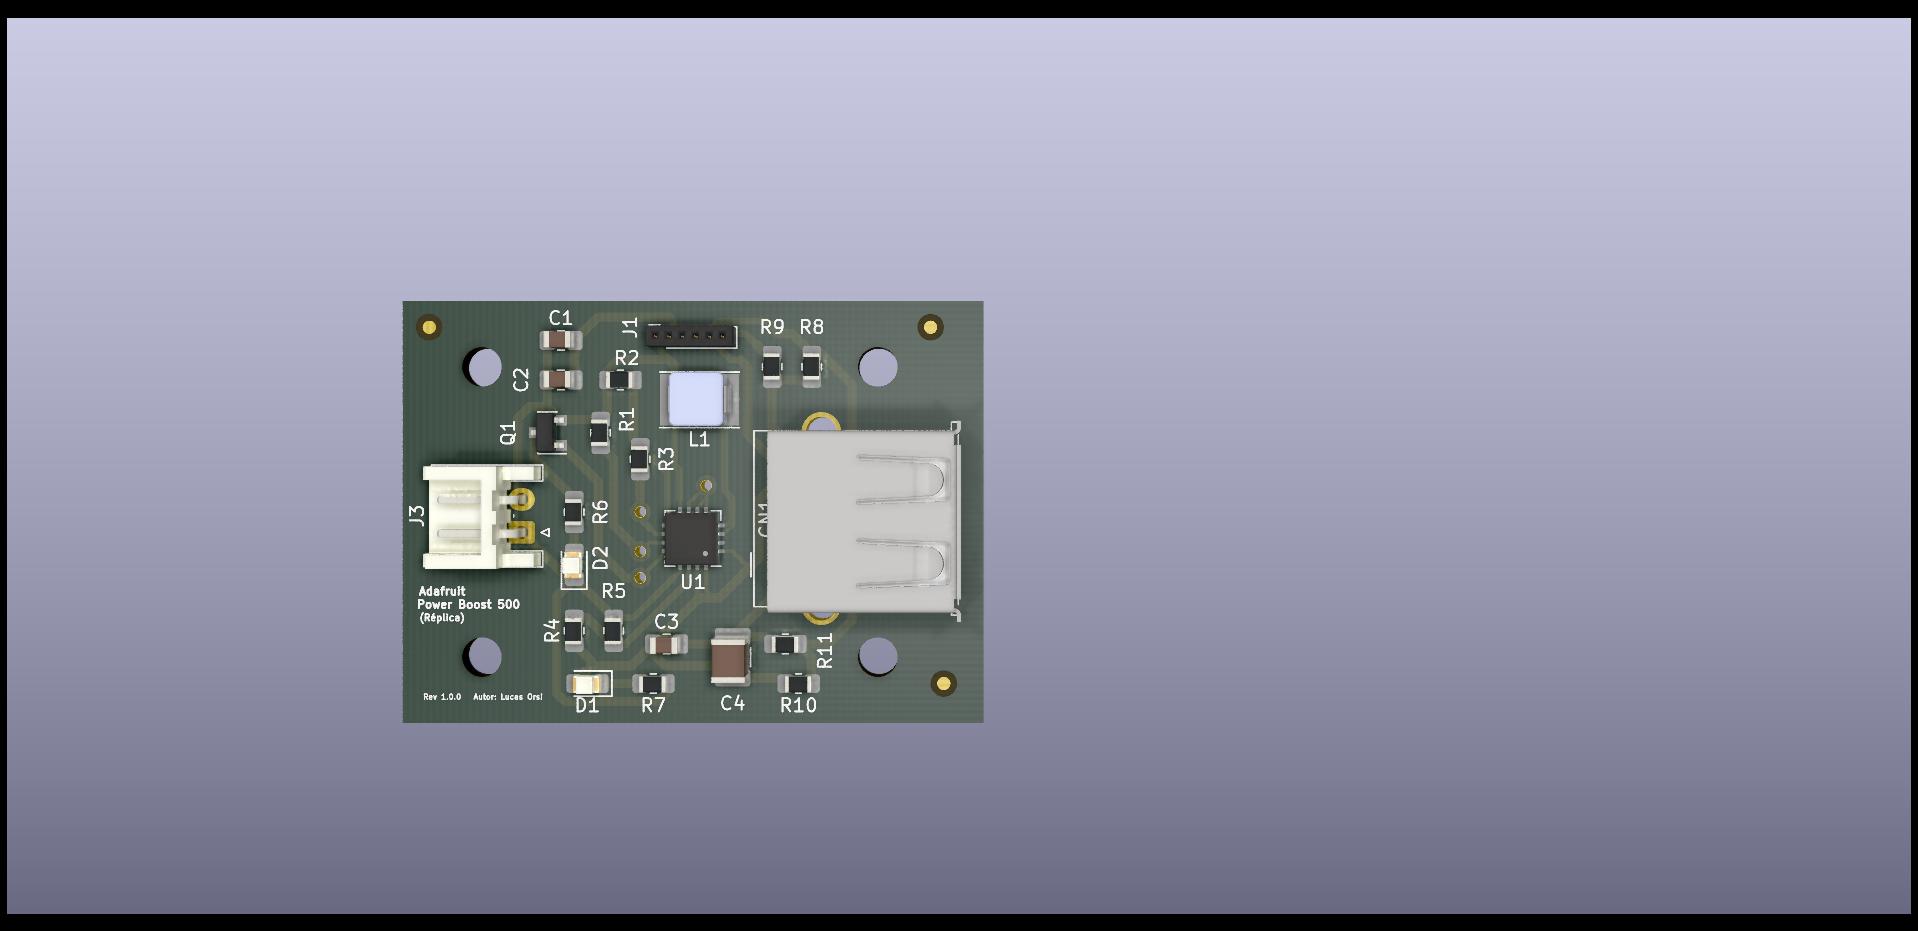 C1
J1
R9 R8
R2
C2
R1
Q1
L1
R3
J3
R6
CN1
D2
U1
R5
Adafruit
Power Boost 500
(Réplica)
R4
C3
R11
Rev 1.0.0 Autor: Lucas Orsi
D1
R7
C4
R10